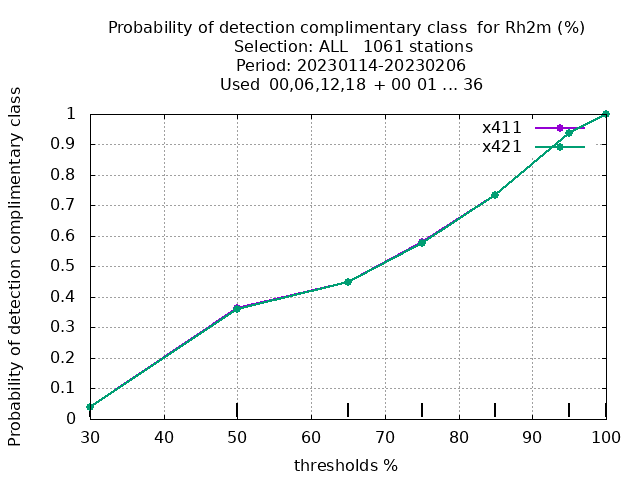 Probability of detection complimentary class  for Rh2m (%)
Selection: ALL   1061 stations
Period: 20230114-20230206
Used  00,06,12,18  + 00 01 ... 36
Probability of detection complimentary class
1
0.9
0.8
0.7
0.6
0.5
0.4
0.3
0.2
0.1
0
x411
x421
30 40 50 60 70 80 90 100
thresholds %